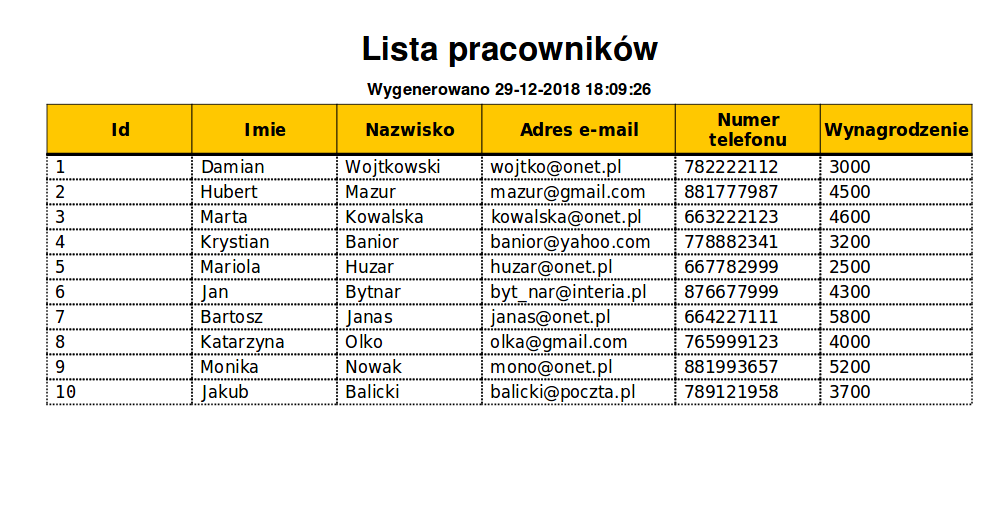 Lista pracowników
Wygenerowano 29-12-2018 18:09:26
Id Imie Nazwisko Adres e-mail Numer telefonu Wynagrodzenie
1 Damian Wojtkowski wojtko@onet.pl 782222112 3000
2 Hubert Mazur mazur@gmail.com 881777987 4500
3 Marta Kowalska kowalska@onet.pl 663222123 4600
4 Krystian Banior banior@yahoo.com 778882341 3200
5 Mariola Huzar huzar@onet.pl 667782999 2500
6 Jan Bytnar byt_nar@interia.pl 876677999 4300
7 Bartosz Janas janas@onet.pl 664227111 5800
8 Katarzyna Olko olka@gmail.com 765999123 4000
9 Monika Nowak mono@onet.pl 881993657 5200
10 Jakub Balicki balicki@poczta.pl 789121958 3700